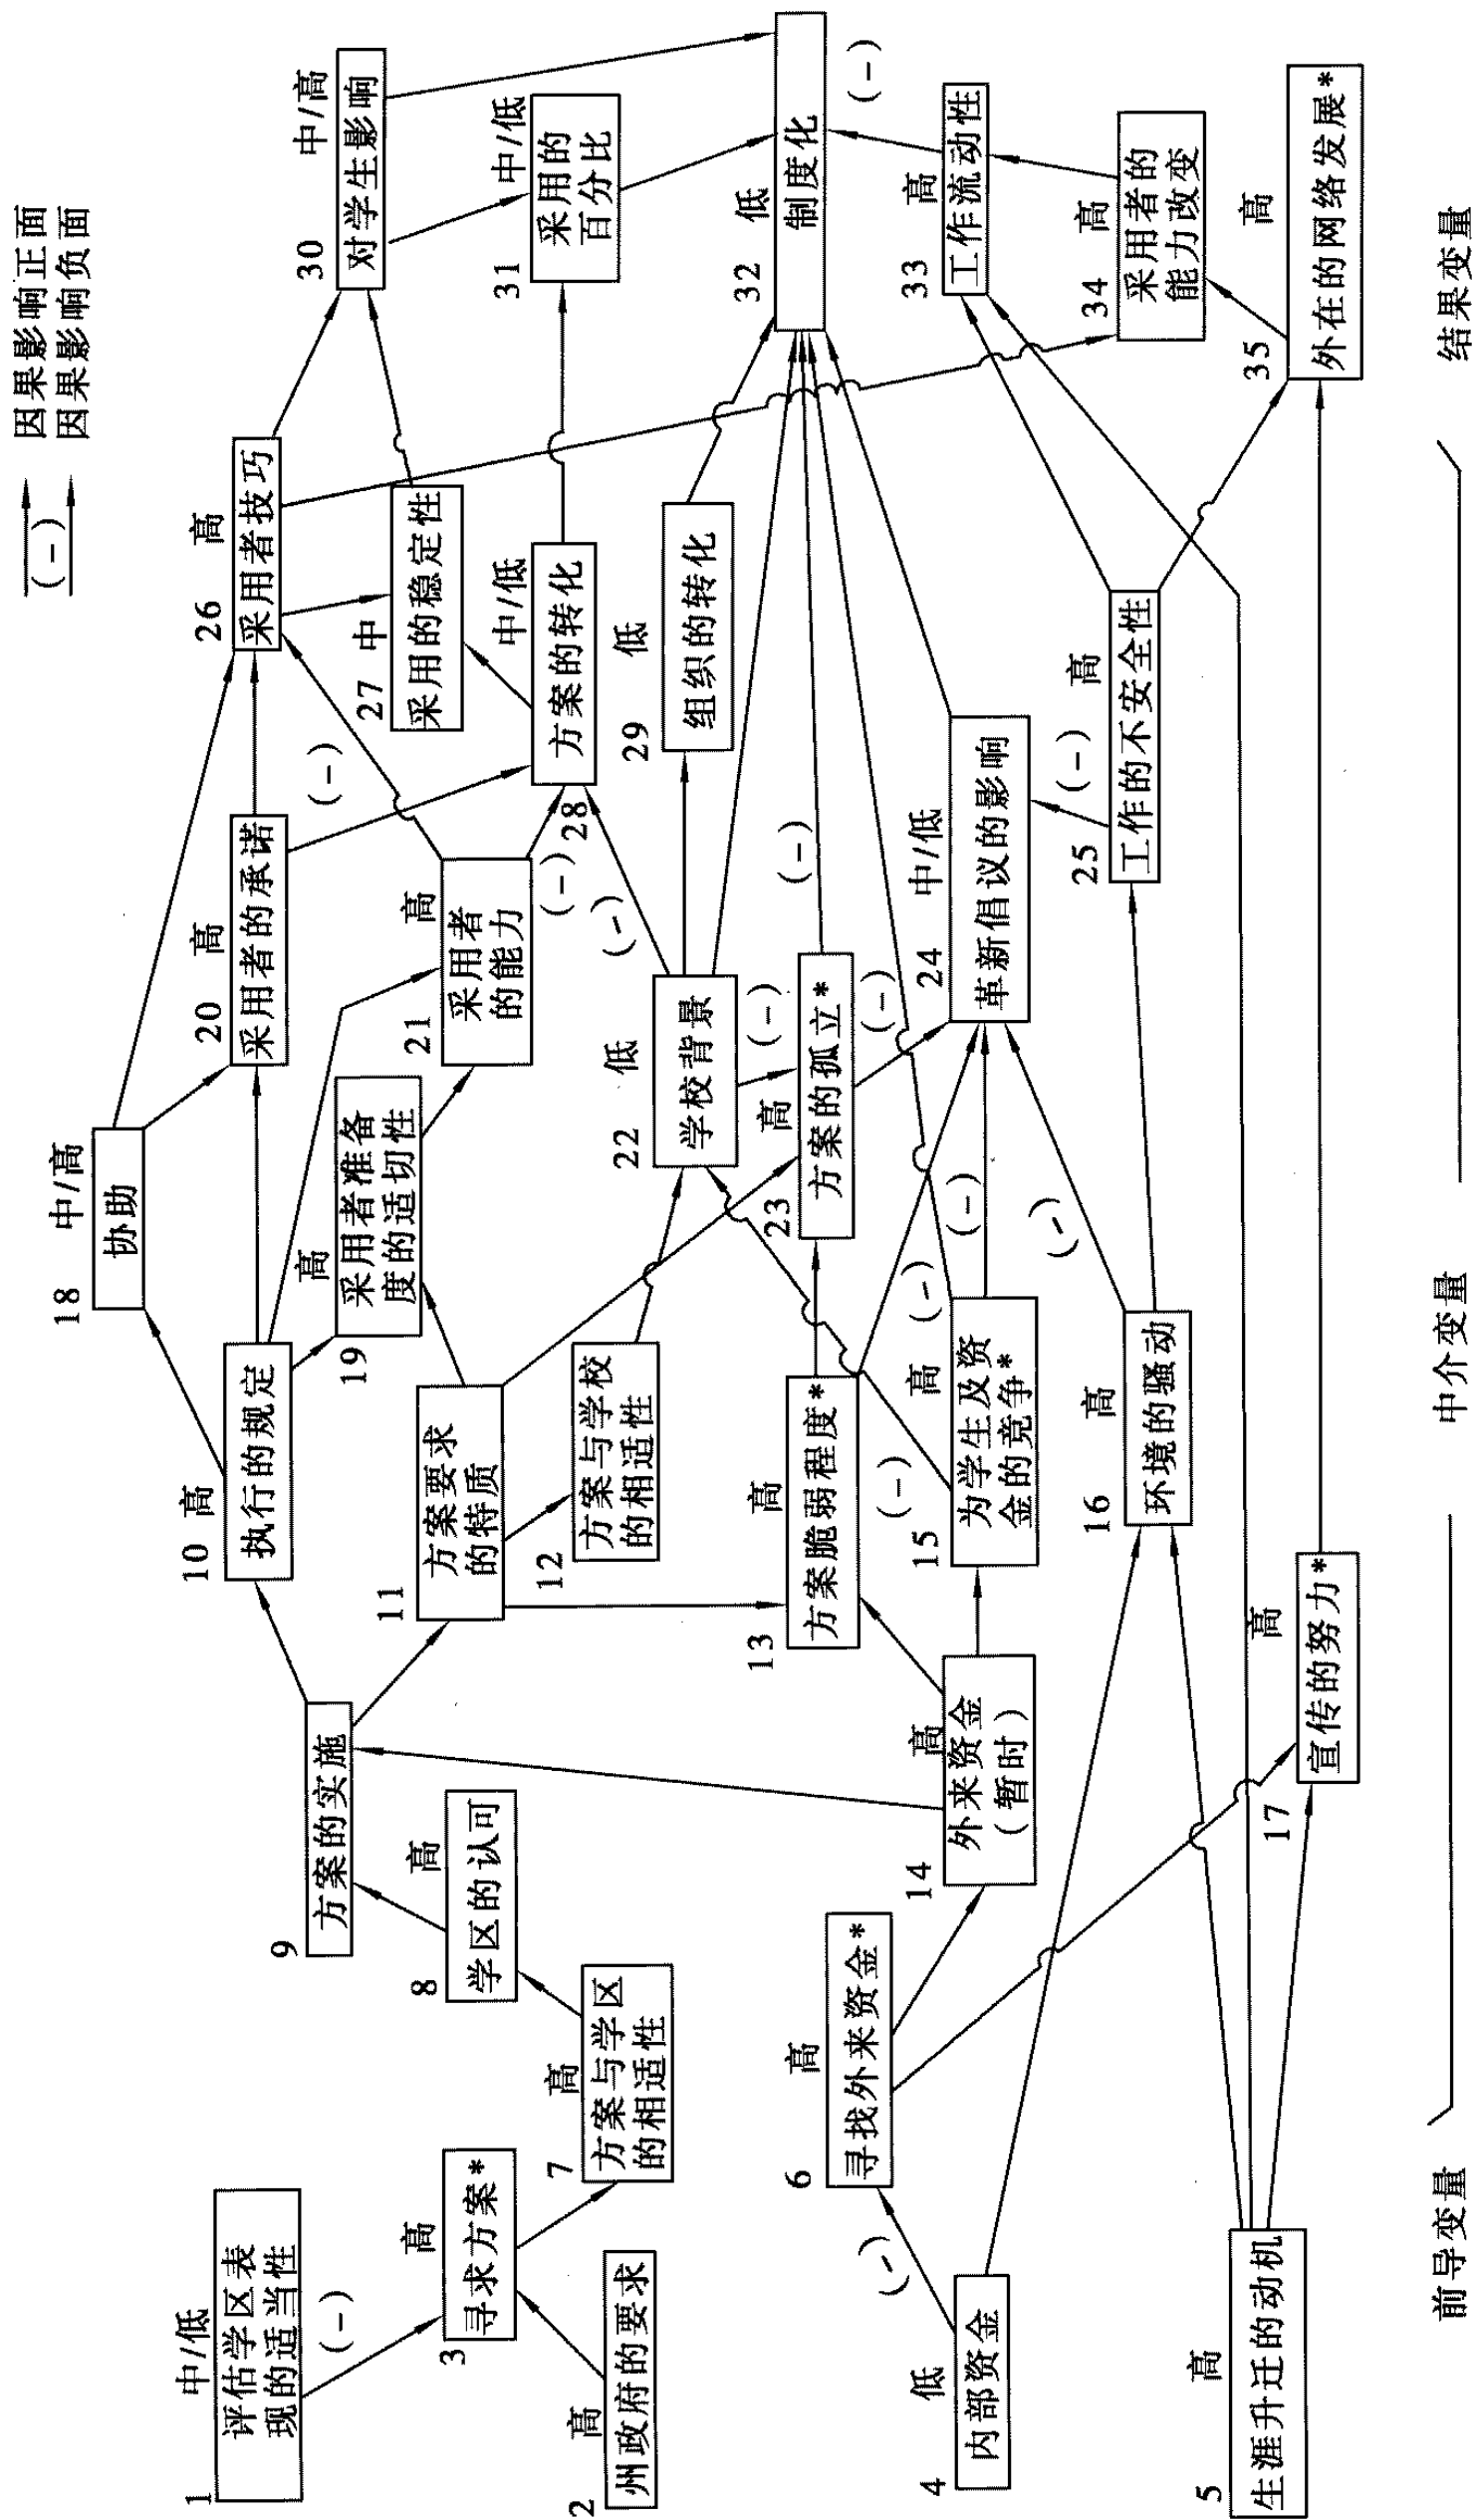 因果影响正面
(-) 因果影响负面
1 中/低
评估学区表
现的适当性
(-)
2 高
州政府的要求
3 高
寻求方案*
4 低
内部资金
(-)
5 高
生涯升迁的动机
6 高
寻找外来资金*
7 高
方案与学区
的相适性
8 高
学区的认可
9
方案的实施
10 高
执行的规定
11
方案要求
的特质
12
方案与学校
的相适性
13 高
方案脆弱程度*
14 高
外来资金
(暂时)
15 高
为学生及资
金的竞争*
(-)
(-)
(-)
16 高
环境的骚动
(-)
17 高
宣传的努力*
18 中/高
协助
19 高
采用者准备
度的适切性
20 高
采用者的承诺
(-)
21 高
采用者
的能力
(-)
22 低
学校背景
(-)
(-)
23 高
方案的孤立*
(-)
(-)
24 中/低
革新倡议的影响
25 高
工作的不安全性
(-)
26 高
采用者技巧
27 中
采用的稳定性
28 中/低
方案的转化
29 低
组织的转化
30 中/高
对学生影响
31 中/低
采用的
百分比
32 低
制度化
(-)
33 高
工作流动性
34 高
采用者的
能力改变
35 高
外在的网络发展*
前导变量 中介变量 结果变量